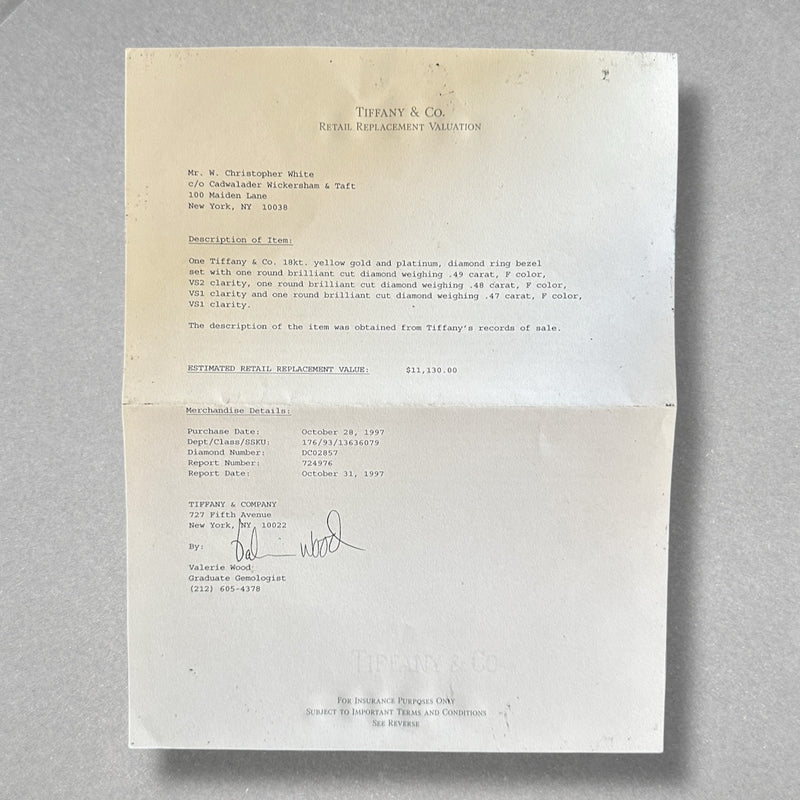 TIFFANY & CO.
RETAIL REPLACEMENT VALUATION
Mr. W. Christopher White
c/o Cadwalader Wickersham & Taft
100 Maiden Lane
New York, NY 10038
Description of Item:
One Tiffany & Co. 18kt. yellow gold and platinum, diamond ring bezel
set with one round brilliant cut diamond weighing .49 carat, F color,
VS2 clarity, one round brilliant cut diamond weighing .48 carat, F color,
VS1 clarity and one round brilliant cut diamond weighing .47 carat, F color,
VS1 clarity.
The description of the item was obtained from Tiffany's records of sale.
ESTIMATED RETAIL REPLACEMENT VALUE: $11,130.00
Merchandise Details:
Purchase Date: October 28, 1997
Dept/Class/SSKU: 176/93/13636079
Diamond Number: DC02857
Report Number: 724976
Report Date: October 31, 1997
TIFFANY & COMPANY
727 Fifth Avenue
New York, NY 10022
By: Valerie Wood
Valerie Wood
Graduate Gemologist
(212) 605-4378
TIFFANY & CO
FOR INSURANCE PURPOSES ONLY
SUBJECT TO IMPORTANT TERMS AND CONDITIONS
SEE REVERSE